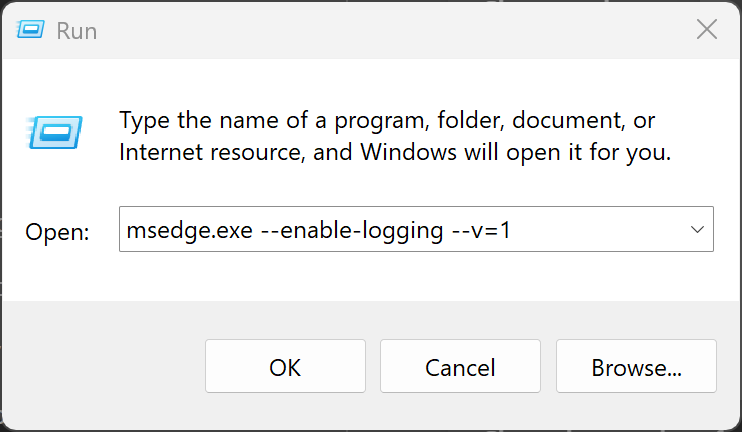 Run
Type the name of a program, folder, document, or
Internet resource, and Windows will open it for you.
Open:
msedge.exe --enable-logging --v=1
OK
Cancel
Browse...